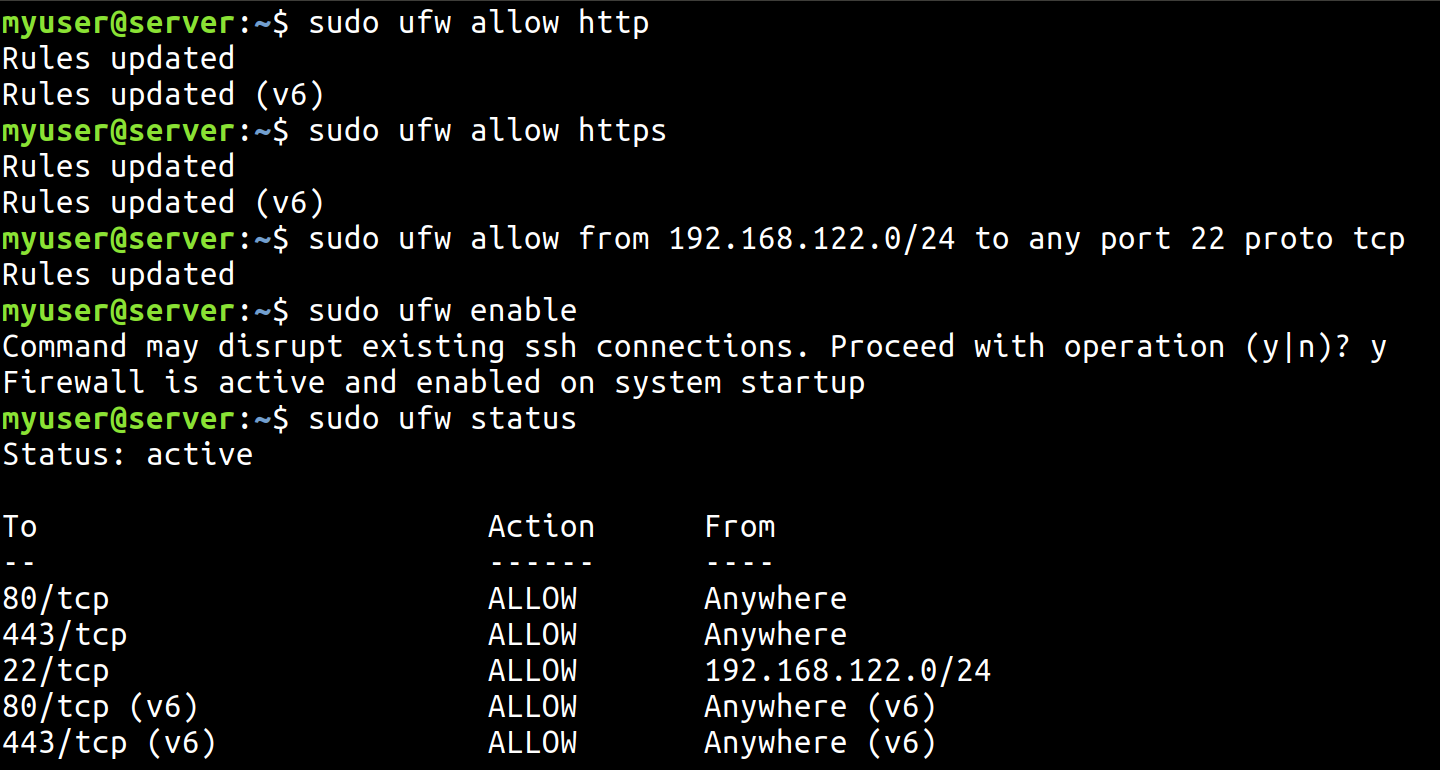 myuser@server:~$ sudo ufw allow http
Rules updated
Rules updated (v6)
myuser@server:~$ sudo ufw allow https
Rules updated
Rules updated (v6)
myuser@server:~$ sudo ufw allow from 192.168.122.0/24 to any port 22 proto tcp
Rules updated
myuser@server:~$ sudo ufw enable
Command may disrupt existing ssh connections. Proceed with operation (y|n)? y
Firewall is active and enabled on system startup
myuser@server:~$ sudo ufw status
Status: active

To                         Action      From
--                         ------      ----
80/tcp                     ALLOW       Anywhere
443/tcp                    ALLOW       Anywhere
22/tcp                     ALLOW       192.168.122.0/24
80/tcp (v6)                ALLOW       Anywhere (v6)
443/tcp (v6)               ALLOW       Anywhere (v6)